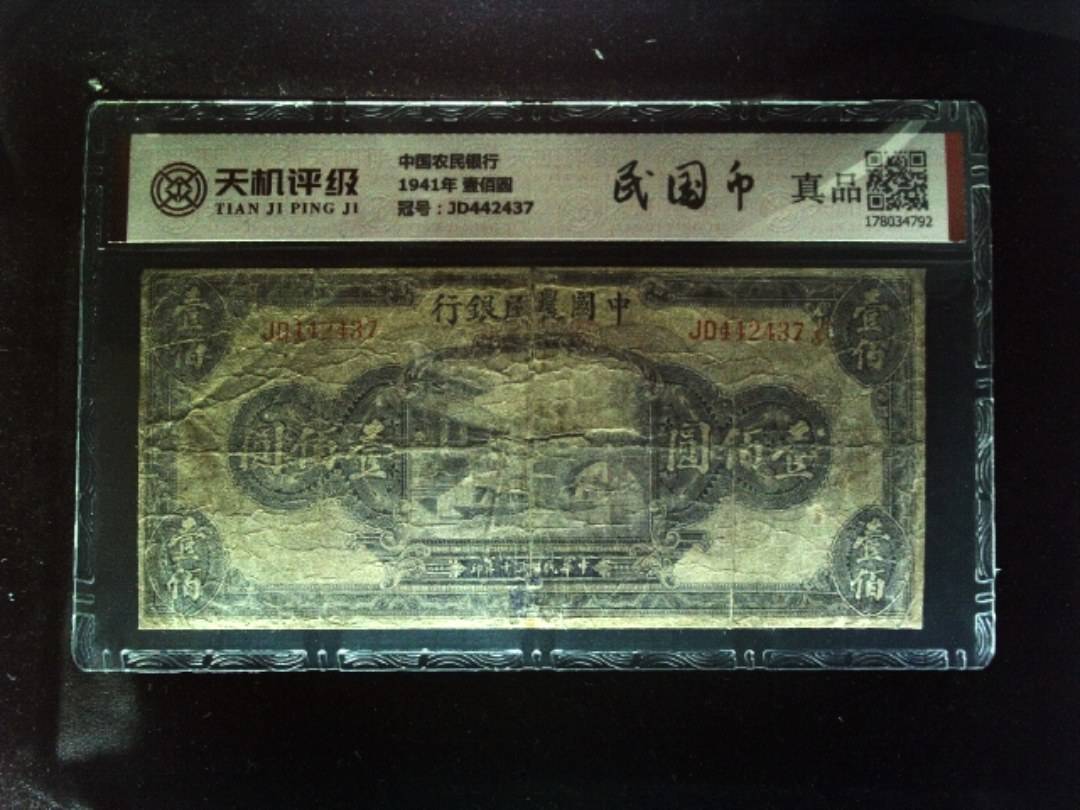 天机评级
TIAN JI PING JI
中国农民银行
1941年 壹佰圆
冠号：JD442437
民国币
真品
178034792
行銀民農國中
JD442437
JD442437
壹佰
壹佰
圓佰壹
圓佰壹
壹佰
壹佰